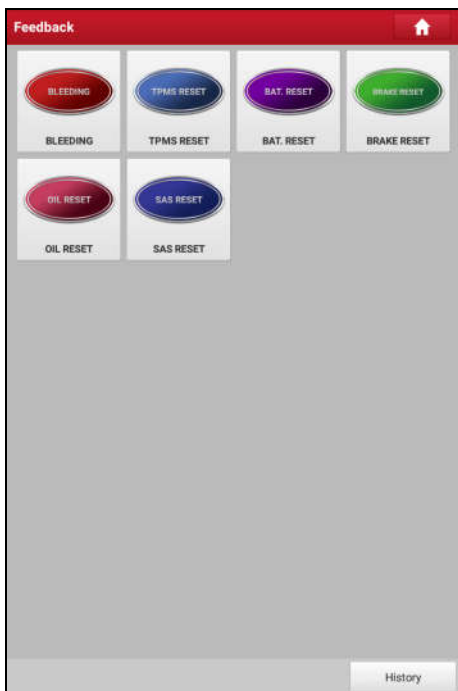 Feedback
BLEEDING TPMS RESET BAT. RESET BRAKE RESET
BLEEDING TPMS RESET BAT. RESET BRAKE RESET
OIL RESET SAS RESET
OIL RESET SAS RESET
History